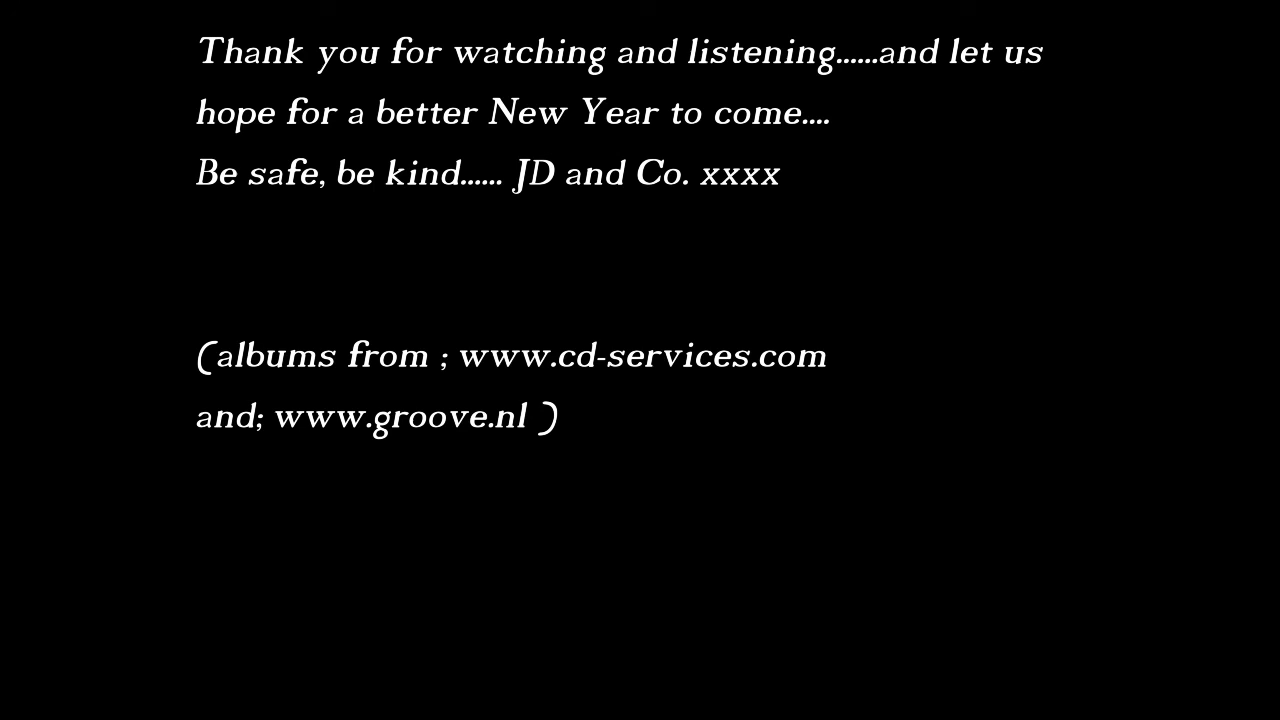 Thank you for watching and listening......and let us
hope for a better New Year to come....
Be safe, be kind...... JD and Co. xxxx
(albums from ; www.cd-services.com
and; www.groove.nl )